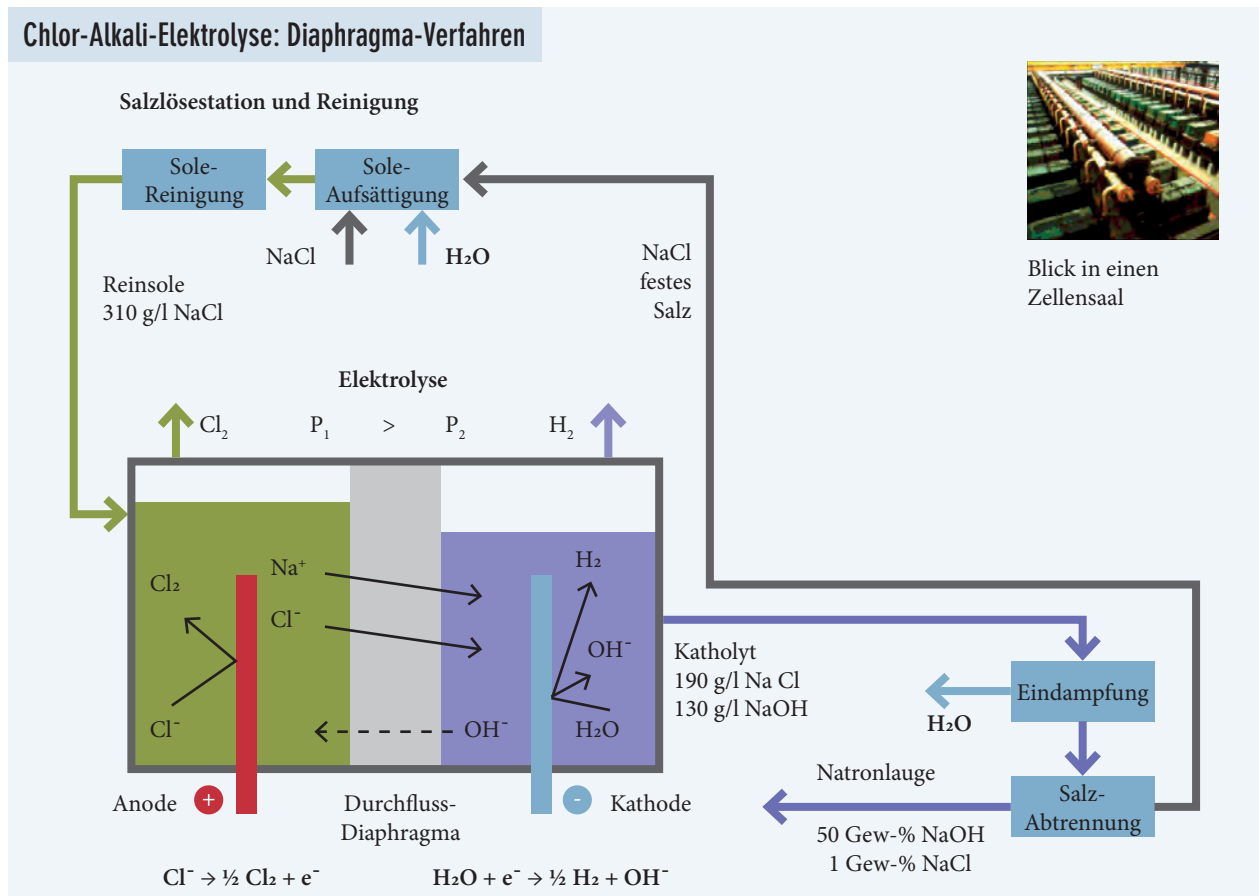 Chlor-Alkali-Elektrolyse: Diaphragma-Verfahren
Salzlösestation und Reinigung
Sole-
Reinigung
Sole-
Aufsättigung
NaCl
H₂O
NaCl
festes
Salz
Blick in einen
Zellensaal
Reinsole
310 g/l NaCl
Elektrolyse
Cl₂
P₁ > P₂
H₂
Cl₂
Na⁺
Cl⁻
Cl⁻
H₂
OH⁻
OH⁻
H₂O
Katholyt
190 g/l Na Cl
130 g/l NaOH
Eindampfung
H₂O
Natronlauge
Salz-
Abtrennung
50 Gew-% NaOH
1 Gew-% NaCl
Anode +
Durchfluss-
Diaphragma
- Kathode
Cl⁻ → ½ Cl₂ + e⁻
H₂O + e⁻ → ½ H₂ + OH⁻